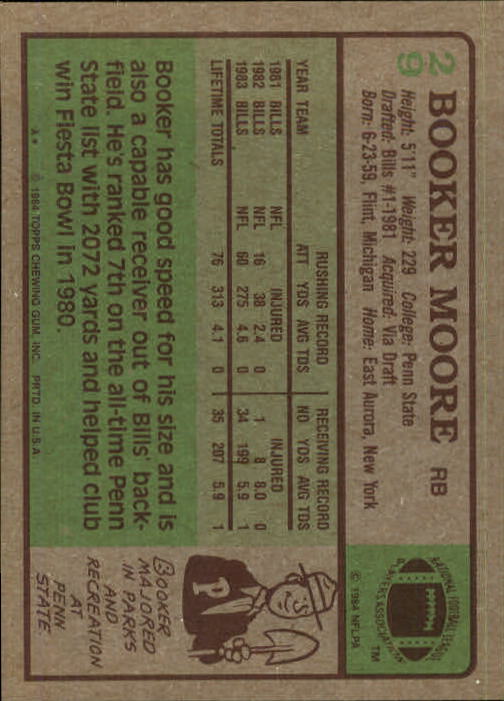 29
BOOKER MOORE RB
Height: 5'11" Weight: 229 College: Penn State
Drafted: Bills #1-1981 Acquired: Via Draft
Born: 6-23-59, Flint, Michigan Home: East Aurora, New York
NATIONAL FOOTBALL LEAGUE
PLAYERS ASSOCIATION
TM
© 1984 NFLPA
RUSHING RECORD RECEIVING RECORD
YEAR TEAM ATT YDS AVG TDS NO YDS AVG TDS
1981 BILLS NFL INJURED INJURED
1982 BILLS NFL 16 38 2.4 0 1 8 8.0 0
1983 BILLS NFL 60 275 4.6 0 34 199 5.9 1
LIFETIME TOTALS 76 313 4.1 0 35 207 5.9 1
Booker has good speed for his size and is
also a capable receiver out of Bills' back-
field. He's ranked 7th on the all-time Penn
State list with 2072 yards and helped club
win Fiesta Bowl in 1980.
A * © 1984 TOPPS CHEWING GUM, INC. PRTD. IN U.S.A.
P
BOOKER
MAJORED
IN PARKS
AND
RECREATION
AT
PENN
STATE.